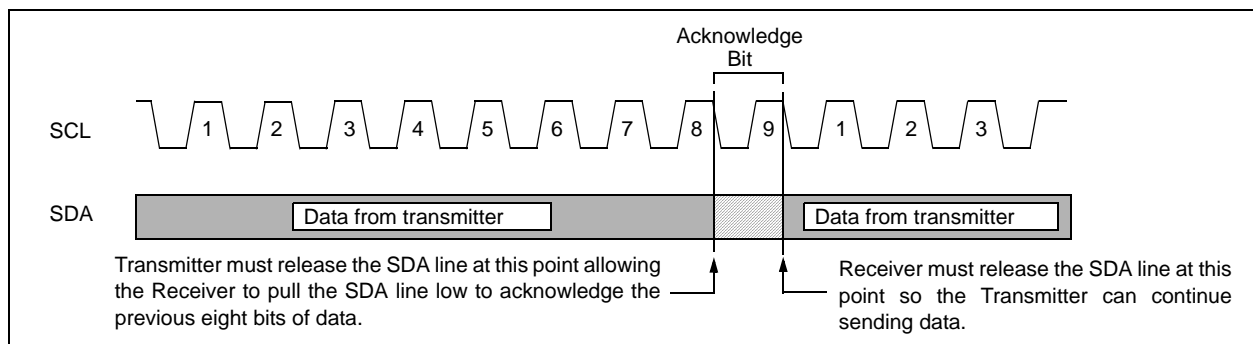 Acknowledge
Bit
SCL
1 2 3 4 5 6 7 8 9 1 2 3
SDA
Data from transmitter
Data from transmitter
Transmitter must release the SDA line at this point allowing
the Receiver to pull the SDA line low to acknowledge the
previous eight bits of data.
Receiver must release the SDA line at this
point so the Transmitter can continue
sending data.